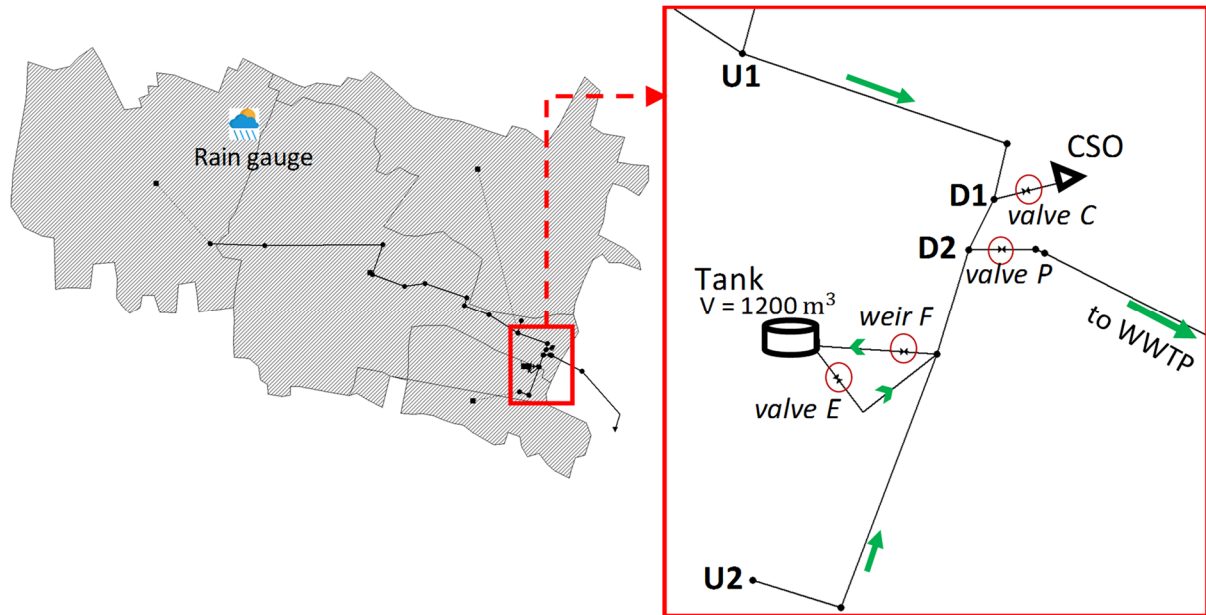 Rain gauge
U1
CSO
D1
valve C
D2
valve P
Tank
V = 1200 m³
weir F
to WWTP
valve E
U2